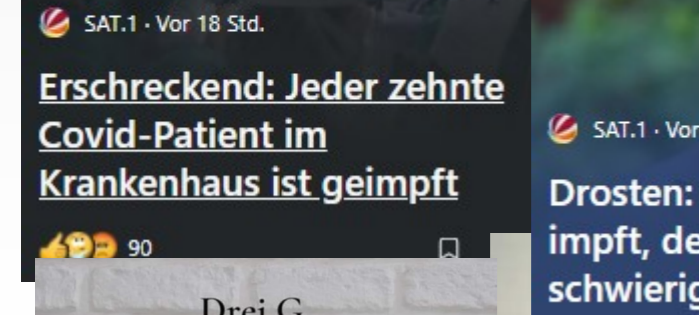 SAT.1 · Vor 18 Std.
Erschreckend: Jeder zehnte
Covid-Patient im
Krankenhaus ist geimpft
90
SAT.1 · Vor
Drosten:
impft, de
schwierig
Drei G